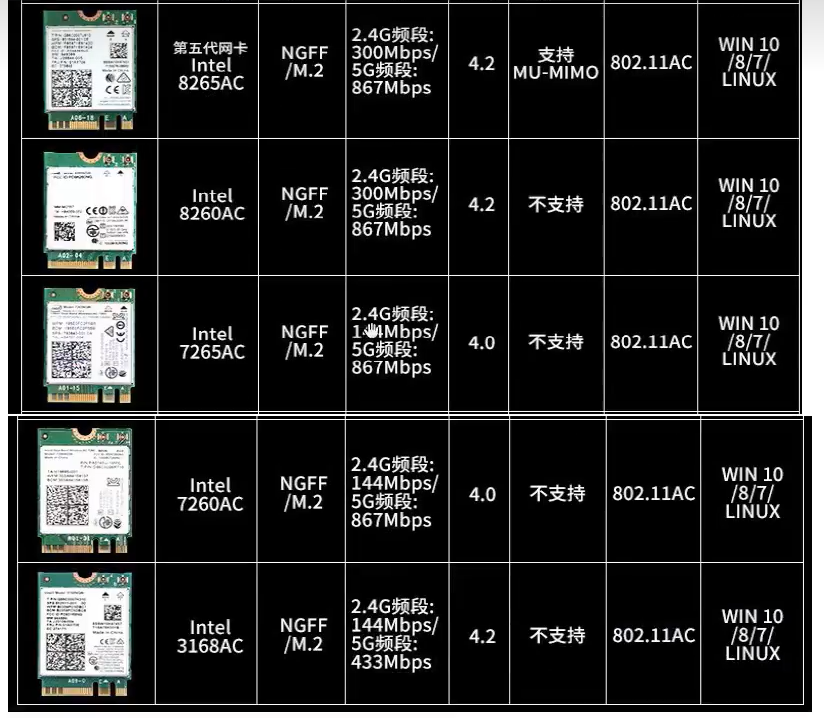 第五代网卡
Intel
8265AC
NGFF
/M.2
2.4G频段:
300Mbps/
5G频段:
867Mbps
4.2
支持
MU-MIMO
802.11AC
WIN 10
/8/7/
LINUX
Intel
8260AC
NGFF
/M.2
2.4G频段:
300Mbps/
5G频段:
867Mbps
4.2
不支持
802.11AC
WIN 10
/8/7/
LINUX
Intel
7265AC
NGFF
/M.2
2.4G频段:
5G频段:
867Mbps
4.0
不支持
802.11AC
WIN 10
/8/7/
LINUX
Intel
7260AC
NGFF
/M.2
2.4G频段:
144Mbps/
5G频段:
867Mbps
4.0
不支持
802.11AC
WIN 10
/8/7/
LINUX
Intel
3168AC
NGFF
/M.2
2.4G频段:
144Mbps/
5G频段:
433Mbps
4.2
不支持
802.11AC
WIN 10
/8/7/
LINUX